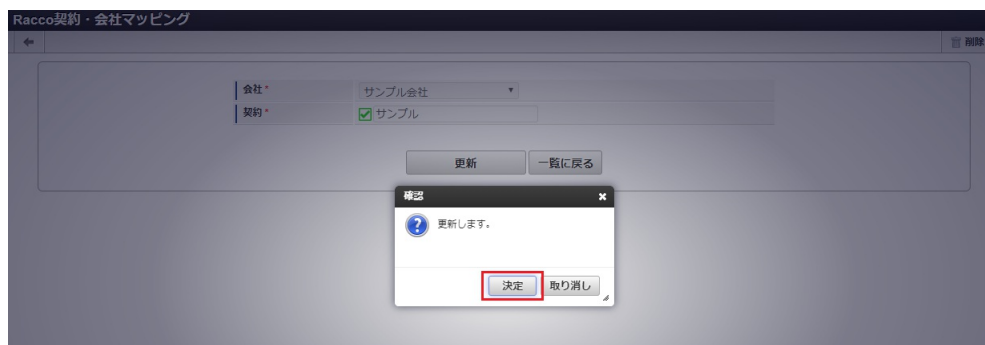 Racco契約・会社マッピング
削除
会社*
サンプル会社
契約*
サンプル
更新
一覧に戻る
確認
更新します。
決定
取り消し